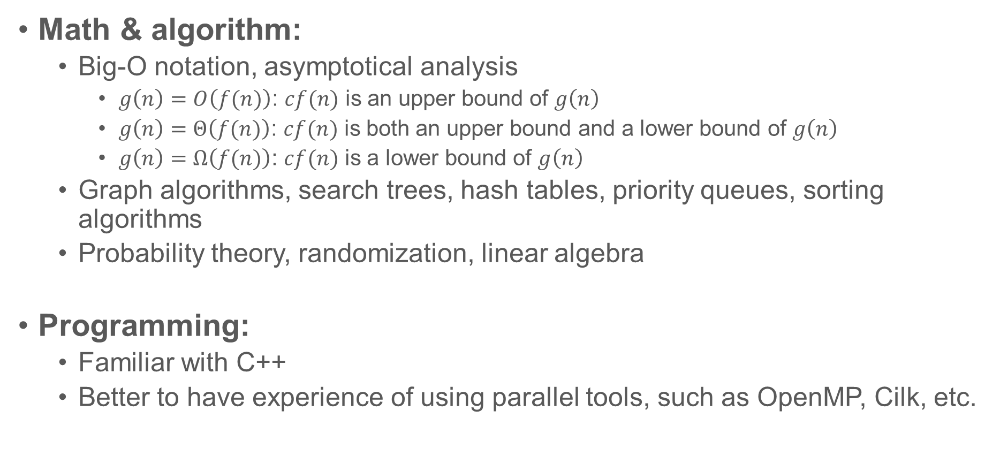 • Math & algorithm:
• Big-O notation, asymptotical analysis
• g(n) = O(f(n)): cf(n) is an upper bound of g(n)
• g(n) = Θ(f(n)): cf(n) is both an upper bound and a lower bound of g(n)
• g(n) = Ω(f(n)): cf(n) is a lower bound of g(n)
• Graph algorithms, search trees, hash tables, priority queues, sorting
algorithms
• Probability theory, randomization, linear algebra
• Programming:
• Familiar with C++
• Better to have experience of using parallel tools, such as OpenMP, Cilk, etc.